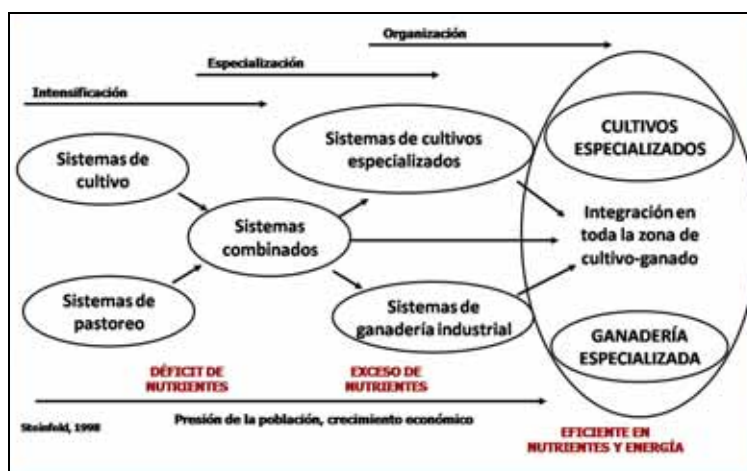 Organización
Especialización
Intensificación
Sistemas de
cultivo
Sistemas de
pastoreo
Sistemas
combinados
Sistemas de cultivos
especializados
Sistemas de
ganadería industrial
CULTIVOS
ESPECIALIZADOS
Integración en
toda la zona de
cultivo-ganado
GANADERÍA
ESPECIALIZADA
DÉFICIT DE
NUTRIENTES
EXCESO DE
NUTRIENTES
Presión de la población, crecimiento económico
Steinfeld, 1998
EFICIENTE EN
NUTRIENTES Y ENERGÍA